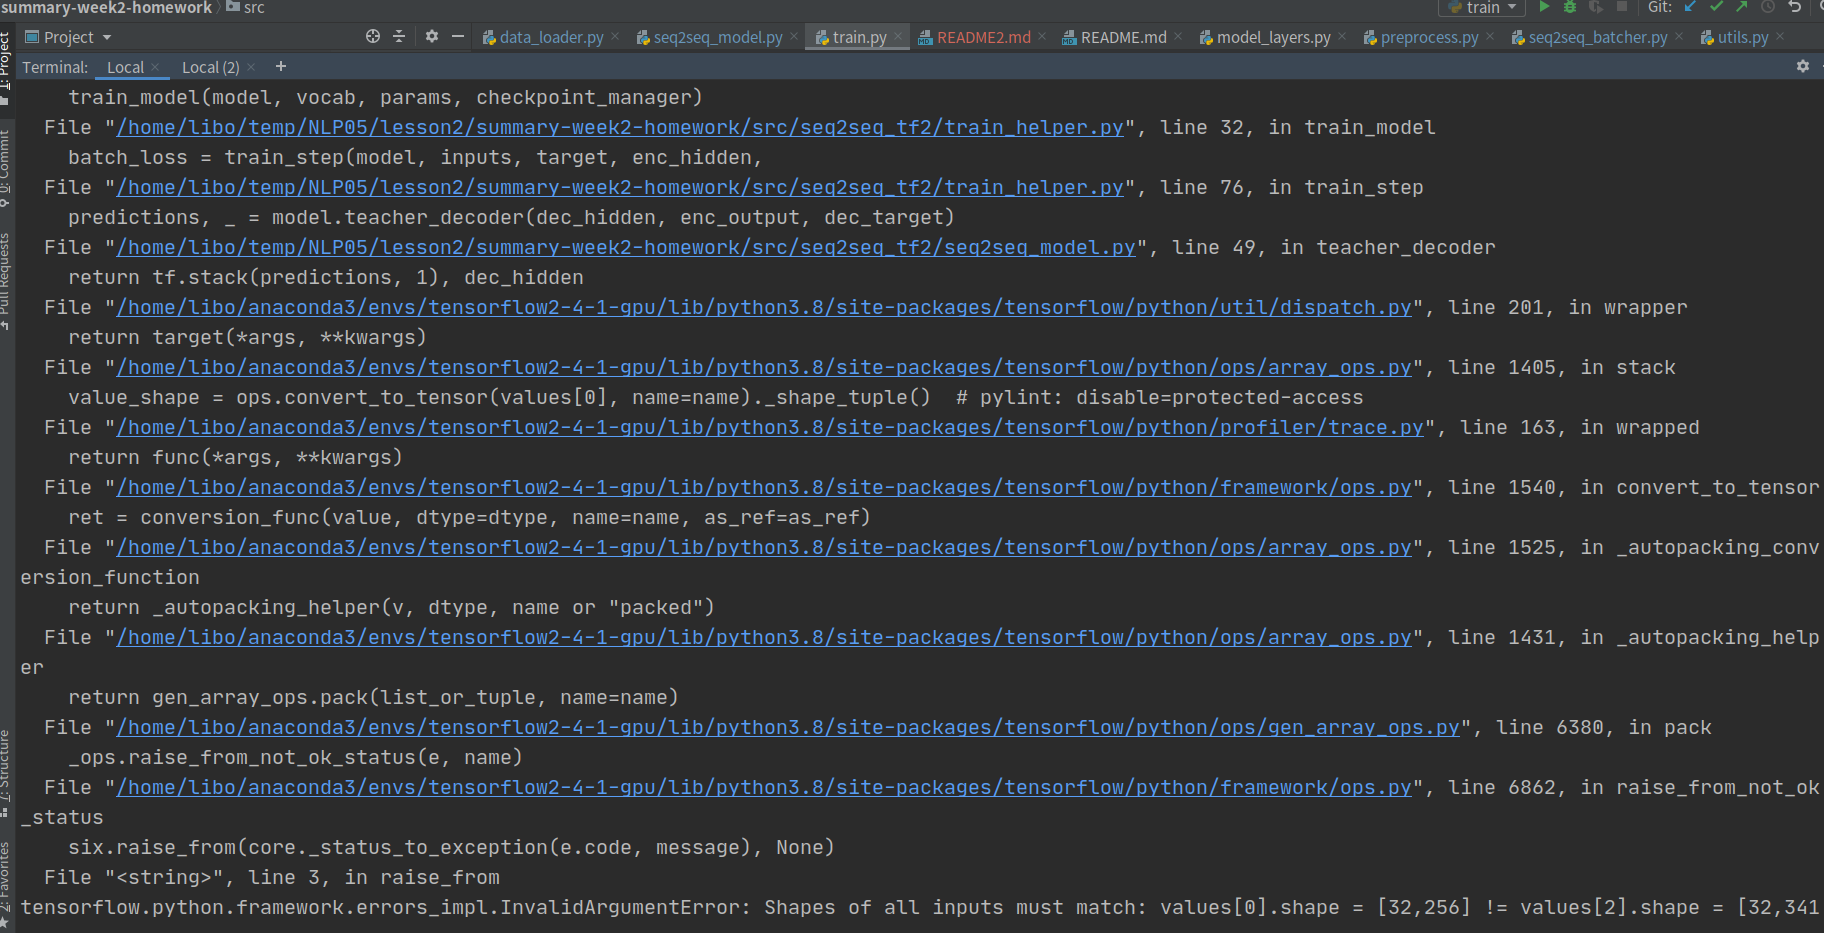 summary-week2-homework
src
train
Git:
Project
data_loader.py
seq2seq_model.py
train.py
README2.md
README.md
model_layers.py
preprocess.py
seq2seq_batcher.py
utils.py
Terminal:
Local
Local (2)
+
1: Project
0: Commit
Pull Requests
7: Structure
2: Favorites
train_model(model, vocab, params, checkpoint_manager)
File "/home/libo/temp/NLP05/lesson2/summary-week2-homework/src/seq2seq_tf2/train_helper.py", line 32, in train_model
batch_loss = train_step(model, inputs, target, enc_hidden,
File "/home/libo/temp/NLP05/lesson2/summary-week2-homework/src/seq2seq_tf2/train_helper.py", line 76, in train_step
predictions, _ = model.teacher_decoder(dec_hidden, enc_output, dec_target)
File "/home/libo/temp/NLP05/lesson2/summary-week2-homework/src/seq2seq_tf2/seq2seq_model.py", line 49, in teacher_decoder
return tf.stack(predictions, 1), dec_hidden
File "/home/libo/anaconda3/envs/tensorflow2-4-1-gpu/lib/python3.8/site-packages/tensorflow/python/util/dispatch.py", line 201, in wrapper
return target(*args, **kwargs)
File "/home/libo/anaconda3/envs/tensorflow2-4-1-gpu/lib/python3.8/site-packages/tensorflow/python/ops/array_ops.py", line 1405, in stack
value_shape = ops.convert_to_tensor(values[0], name=name)._shape_tuple()  # pylint: disable=protected-access
File "/home/libo/anaconda3/envs/tensorflow2-4-1-gpu/lib/python3.8/site-packages/tensorflow/python/profiler/trace.py", line 163, in wrapped
return func(*args, **kwargs)
File "/home/libo/anaconda3/envs/tensorflow2-4-1-gpu/lib/python3.8/site-packages/tensorflow/python/framework/ops.py", line 1540, in convert_to_tensor
ret = conversion_func(value, dtype=dtype, name=name, as_ref=as_ref)
File "/home/libo/anaconda3/envs/tensorflow2-4-1-gpu/lib/python3.8/site-packages/tensorflow/python/ops/array_ops.py", line 1525, in _autopacking_conv
ersion_function
return _autopacking_helper(v, dtype, name or "packed")
File "/home/libo/anaconda3/envs/tensorflow2-4-1-gpu/lib/python3.8/site-packages/tensorflow/python/ops/array_ops.py", line 1431, in _autopacking_help
er
return gen_array_ops.pack(list_or_tuple, name=name)
File "/home/libo/anaconda3/envs/tensorflow2-4-1-gpu/lib/python3.8/site-packages/tensorflow/python/ops/gen_array_ops.py", line 6380, in pack
_ops.raise_from_not_ok_status(e, name)
File "/home/libo/anaconda3/envs/tensorflow2-4-1-gpu/lib/python3.8/site-packages/tensorflow/python/framework/ops.py", line 6862, in raise_from_not_ok
_status
six.raise_from(core._status_to_exception(e.code, message), None)
File "<string>", line 3, in raise_from
tensorflow.python.framework.errors_impl.InvalidArgumentError: Shapes of all inputs must match: values[0].shape = [32,256] != values[2].shape = [32,341